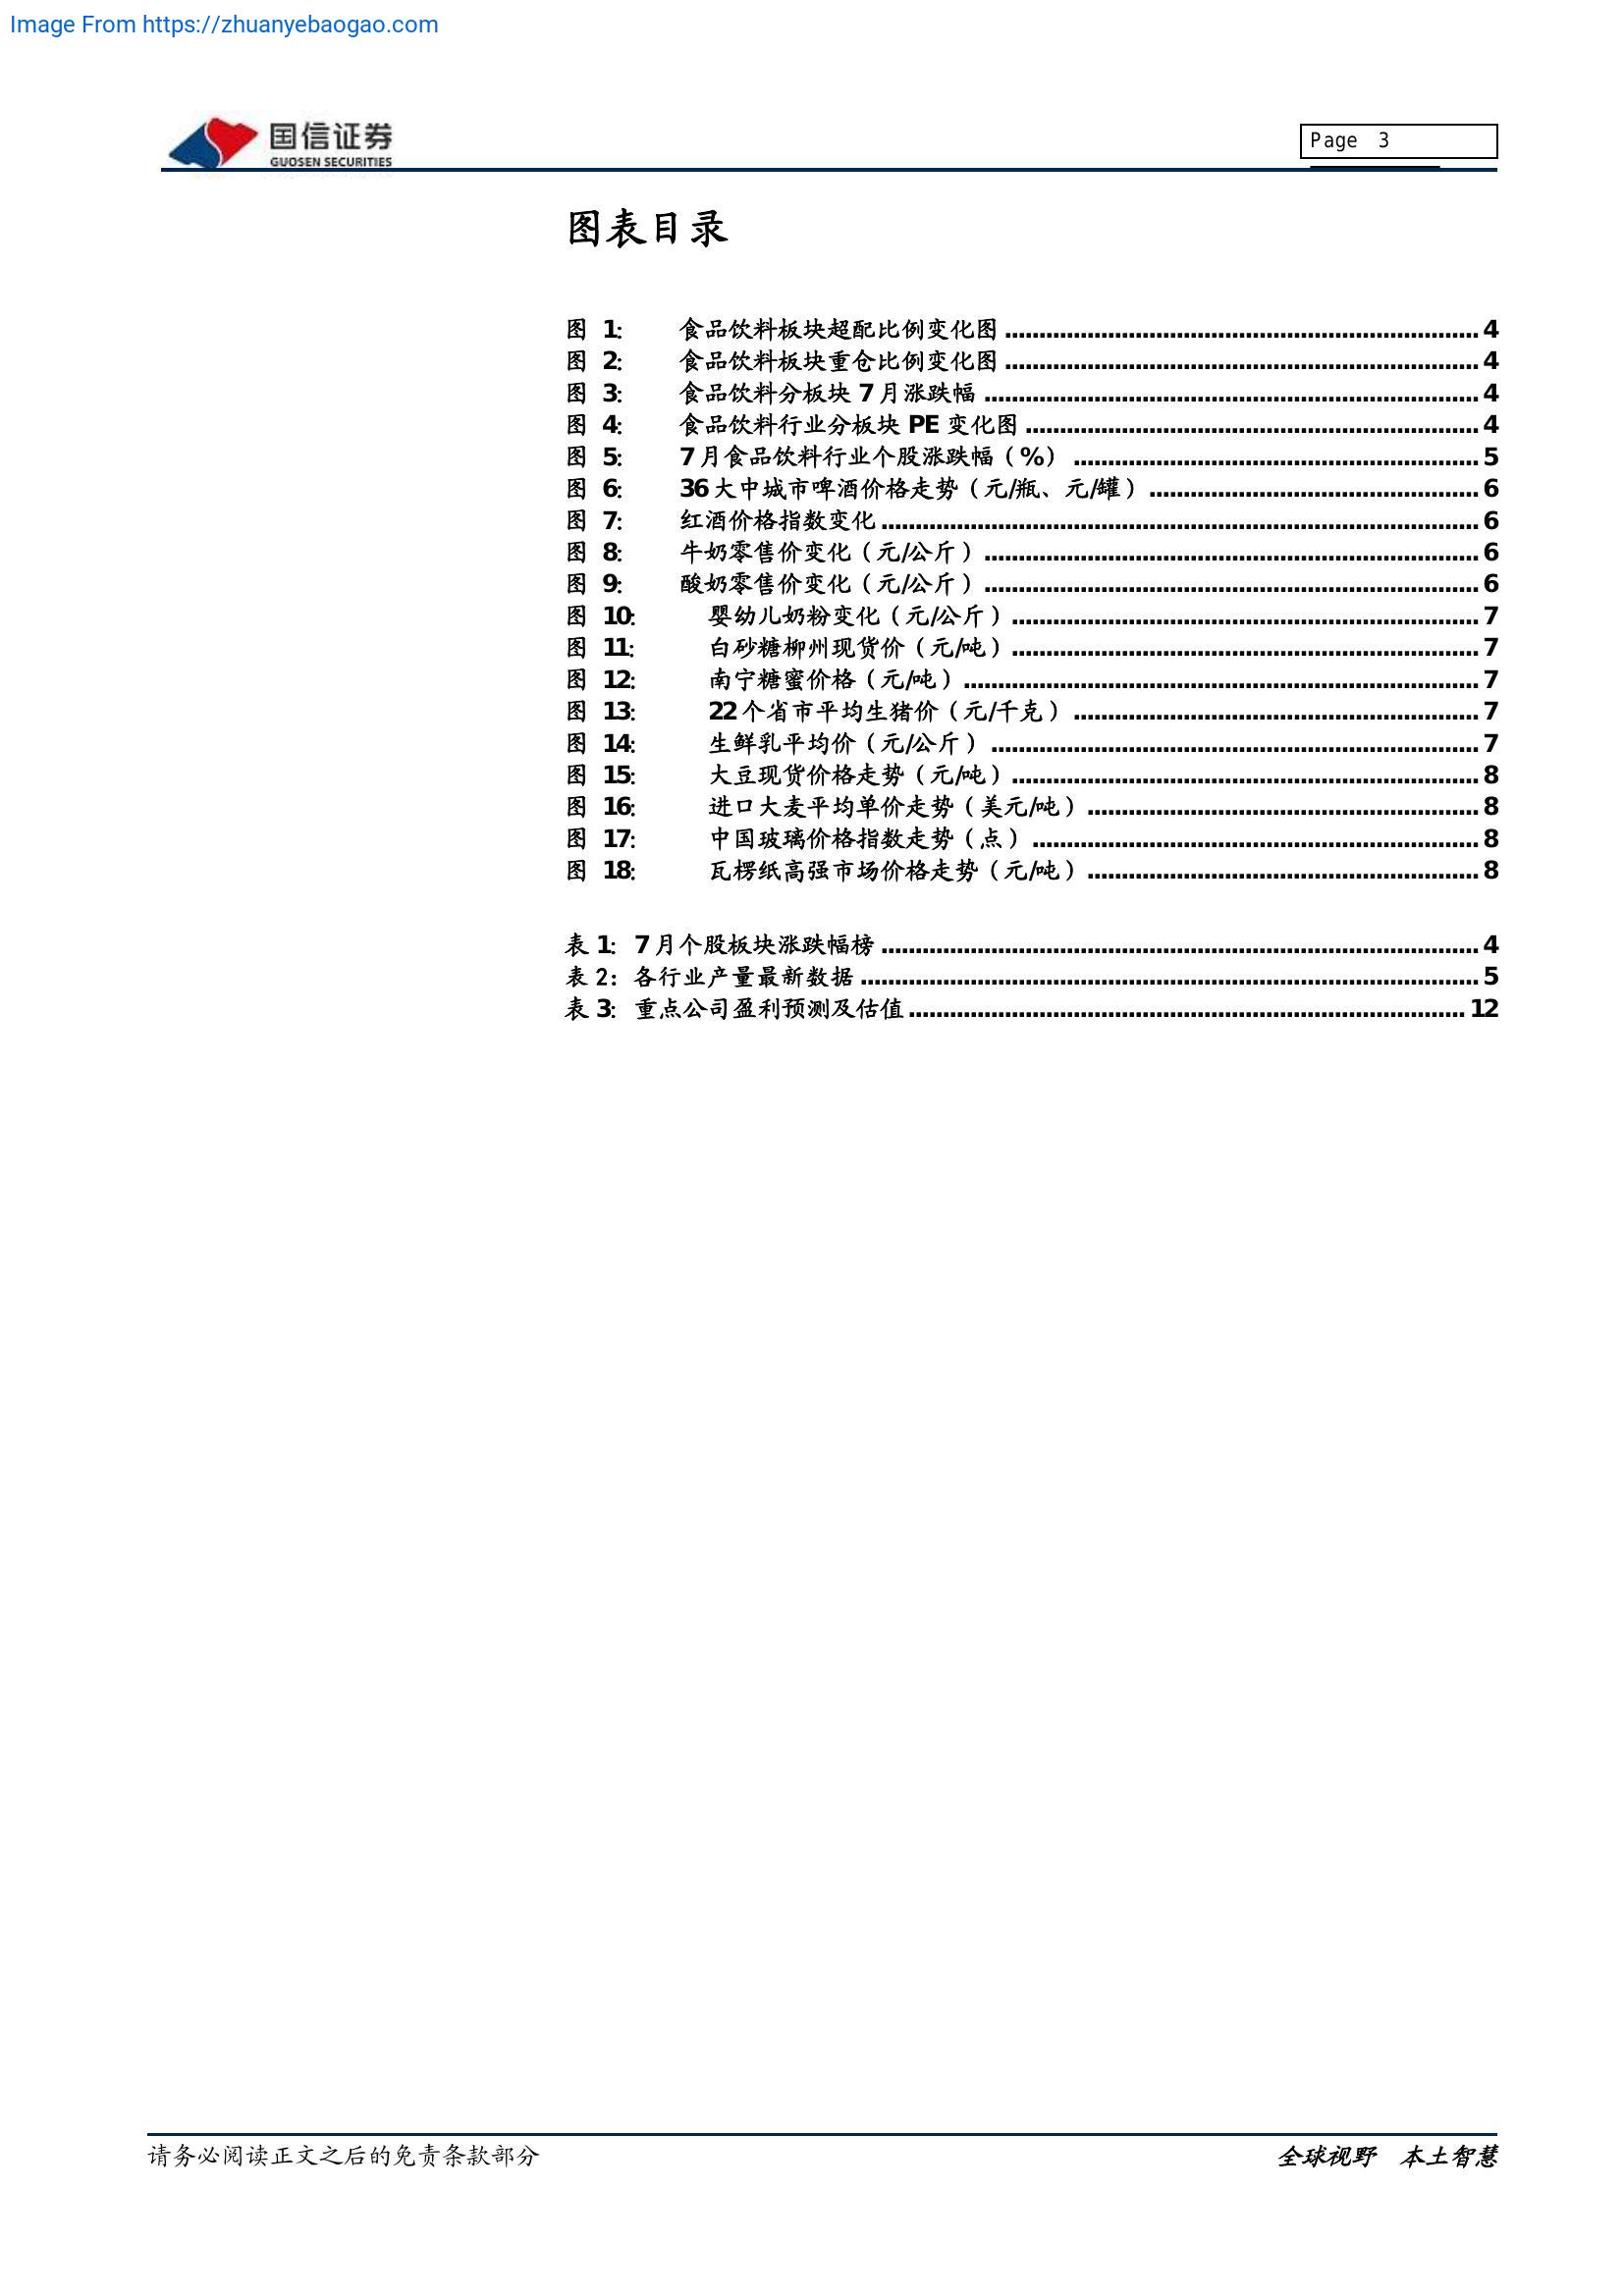 Image From https://zhuanyebaogao.com
国信证券
GUOSEN SECURITIES
Page 3
图表目录
图 1: 食品饮料板块超配比例变化图 ........ 4
图 2: 食品饮料板块重仓比例变化图 ........ 4
图 3: 食品饮料分板块 7 月涨跌幅 ........ 4
图 4: 食品饮料行业分板块 PE 变化图 ........ 4
图 5: 7 月食品饮料行业个股涨跌幅（%） ........ 5
图 6: 36 大中城市啤酒价格走势（元/瓶、元/罐） ........ 6
图 7: 红酒价格指数变化 ........ 6
图 8: 牛奶零售价变化（元/公斤） ........ 6
图 9: 酸奶零售价变化（元/公斤） ........ 6
图 10: 婴幼儿奶粉变化（元/公斤） ........ 7
图 11: 白砂糖柳州现货价（元/吨） ........ 7
图 12: 南宁糖蜜价格（元/吨） ........ 7
图 13: 22 个省市平均生猪价（元/千克） ........ 7
图 14: 生鲜乳平均价（元/公斤） ........ 7
图 15: 大豆现货价格走势（元/吨） ........ 8
图 16: 进口大麦平均单价走势（美元/吨） ........ 8
图 17: 中国玻璃价格指数走势（点） ........ 8
图 18: 瓦楞纸高强市场价格走势（元/吨） ........ 8
表 1: 7 月个股板块涨跌幅榜 ........ 4
表 2: 各行业产量最新数据 ........ 5
表 3: 重点公司盈利预测及估值 ........ 12
请务必阅读正文之后的免责条款部分
全球视野 本土智慧